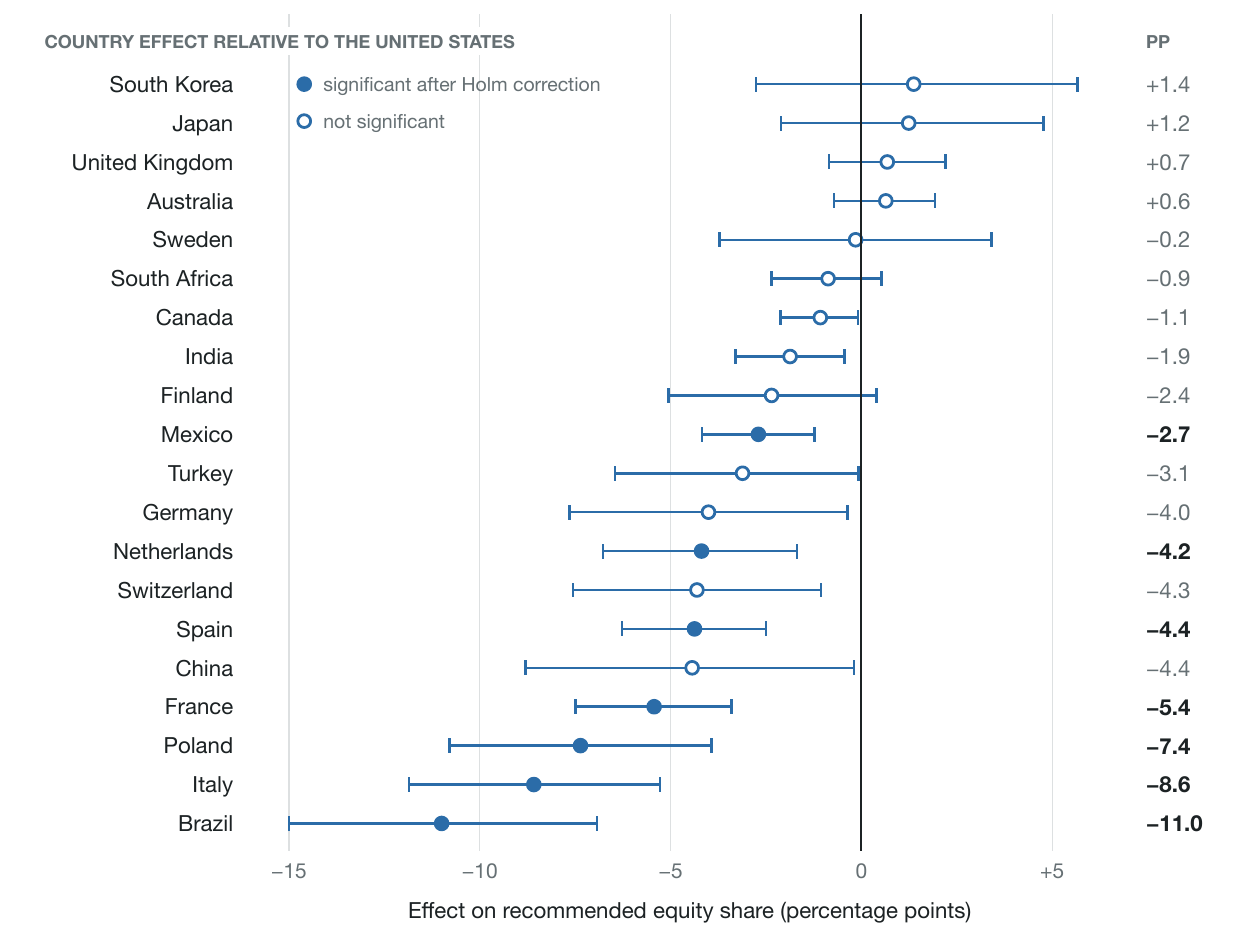 COUNTRY EFFECT RELATIVE TO THE UNITED STATES PP
significant after Holm correction
not significant
South Korea +1.4
Japan +1.2
United Kingdom +0.7
Australia +0.6
Sweden −0.2
South Africa −0.9
Canada −1.1
India −1.9
Finland −2.4
Mexico −2.7
Turkey −3.1
Germany −4.0
Netherlands −4.2
Switzerland −4.3
Spain −4.4
China −4.4
France −5.4
Poland −7.4
Italy −8.6
Brazil −11.0
−15 −10 −5 0 +5
Effect on recommended equity share (percentage points)